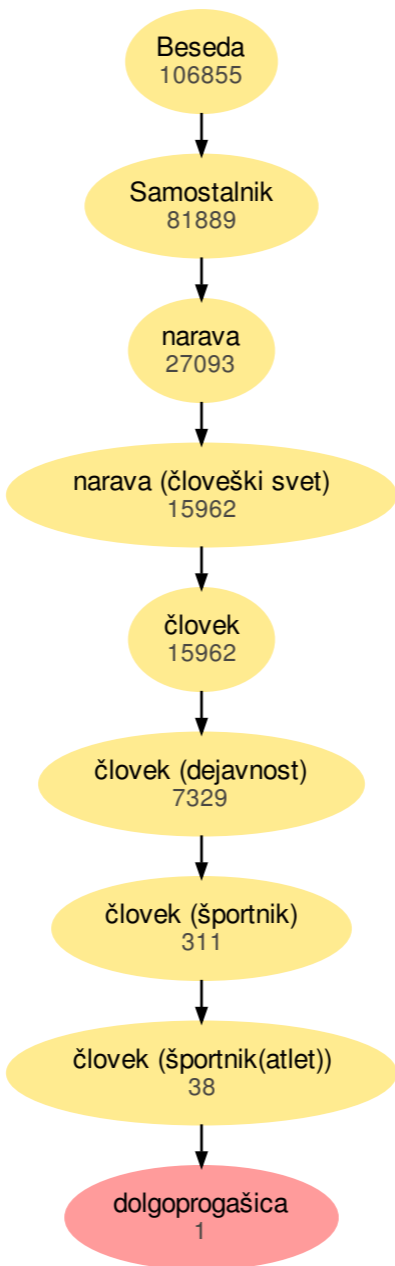 Beseda
106855
Samostalnik
81889
narava
27093
narava (človeški svet)
15962
človek
15962
človek (dejavnost)
7329
človek (športnik)
311
človek (športnik(atlet))
38
dolgoprogašica
1